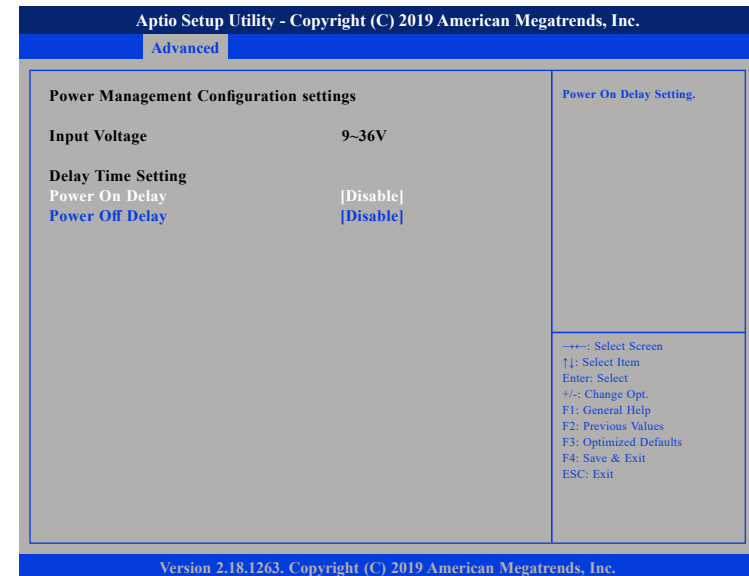 Aptio Setup Utility - Copyright (C) 2019 American Megatrends, Inc.
Advanced
Power Management Configuration settings
Input Voltage 9~36V
Delay Time Setting
Power On Delay [Disable]
Power Off Delay [Disable]
Power On Delay Setting.
→←: Select Screen
↑↓: Select Item
Enter: Select
+/-: Change Opt.
F1: General Help
F2: Previous Values
F3: Optimized Defaults
F4: Save & Exit
ESC: Exit
Version 2.18.1263. Copyright (C) 2019 American Megatrends, Inc.